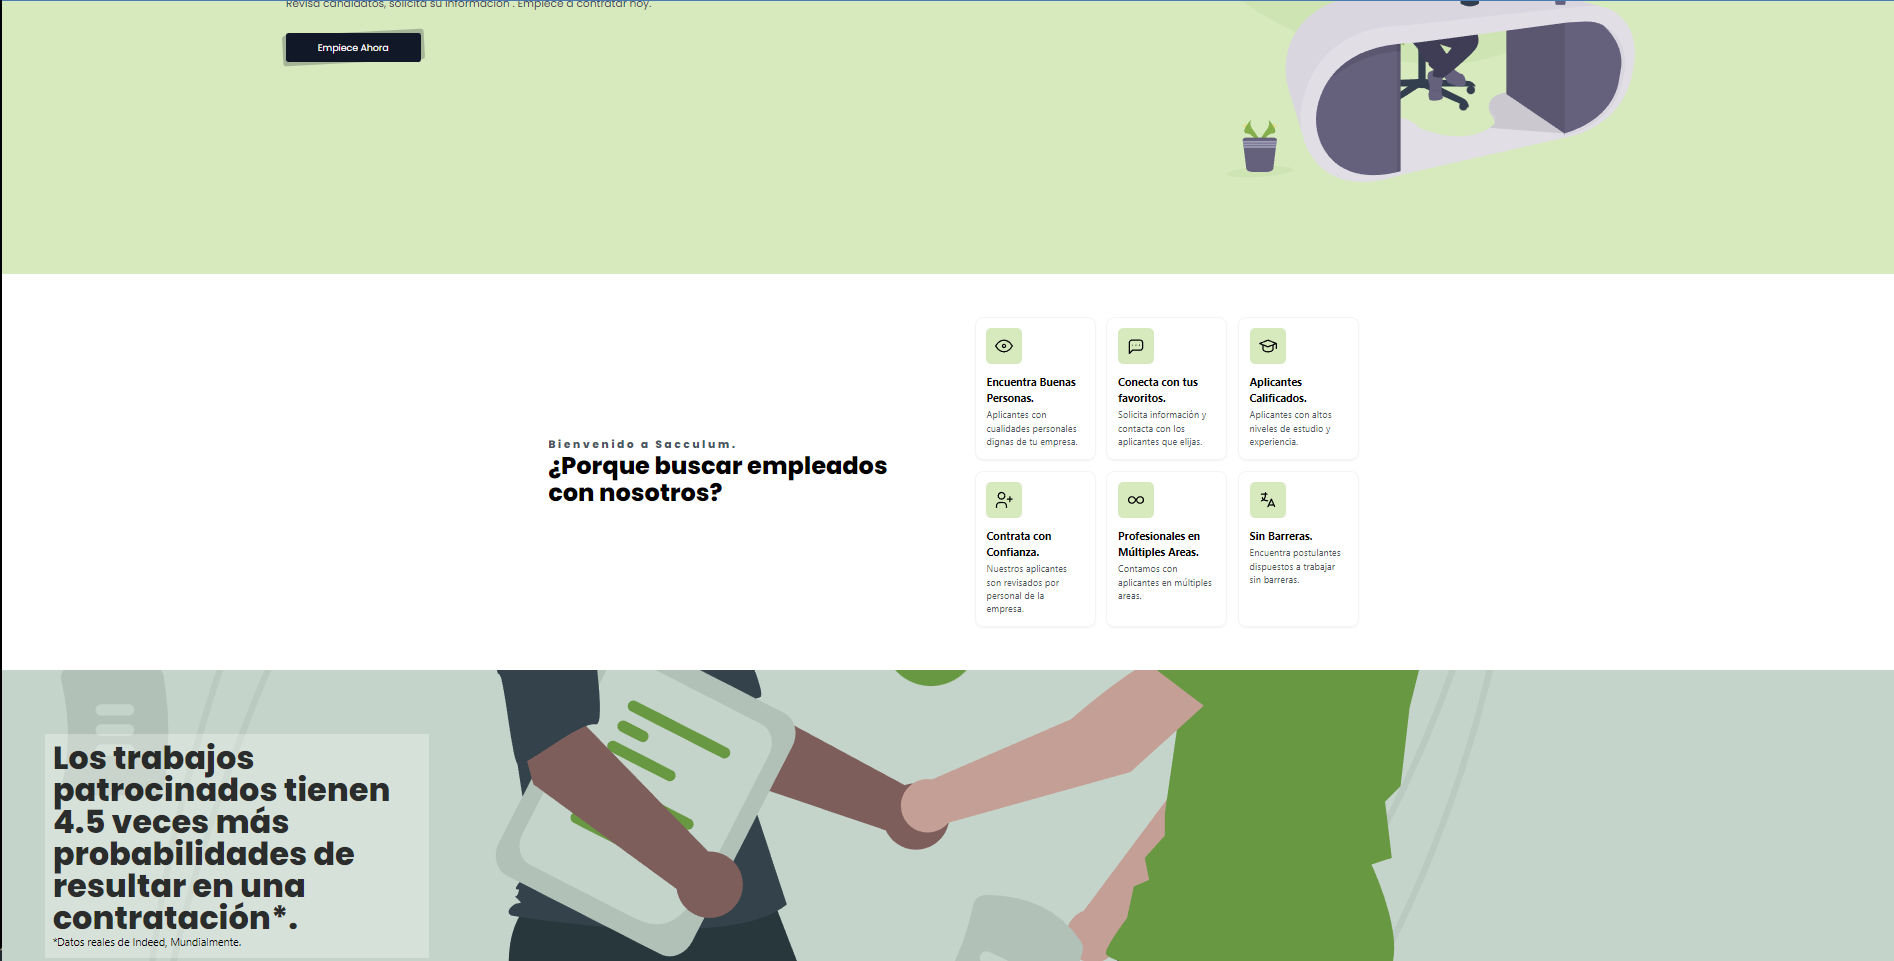 Revisa candidatos, solicita su información . Empiece a contratar hoy.
Empiece Ahora
Bienvenido a Sacculum.
¿Porque buscar empleados
con nosotros?
Encuentra Buenas
Personas.
Aplicantes con
cualidades personales
dignas de tu empresa.
Conecta con tus
favoritos.
Solicita información y
contacta con los
aplicantes que elijas.
Aplicantes
Calificados.
Aplicantes con altos
niveles de estudio y
experiencia.
Contrata con
Confianza.
Nuestros aplicantes
son revisados por
personal de la
empresa.
Profesionales en
Múltiples Areas.
Contamos con
aplicantes en múltiples
areas.
Sin Barreras.
Encuentra postulantes
dispuestos a trabajar
sin barreras.
Los trabajos
patrocinados tienen
4.5 veces más
probabilidades de
resultar en una
contratación*.
*Datos reales de Indeed, Mundialmente.